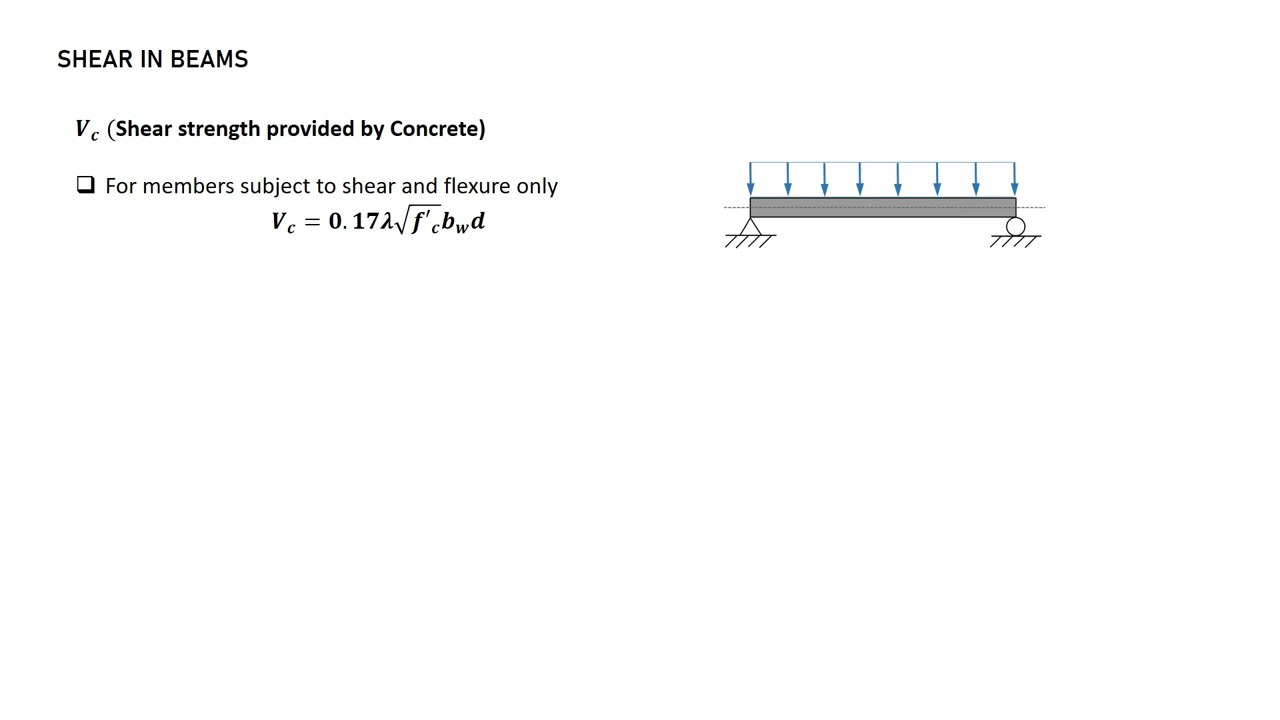 SHEAR IN BEAMS
V_c (Shear strength provided by Concrete)
❑ For members subject to shear and flexure only
V_c = 0.17λ√f'_c b_w d